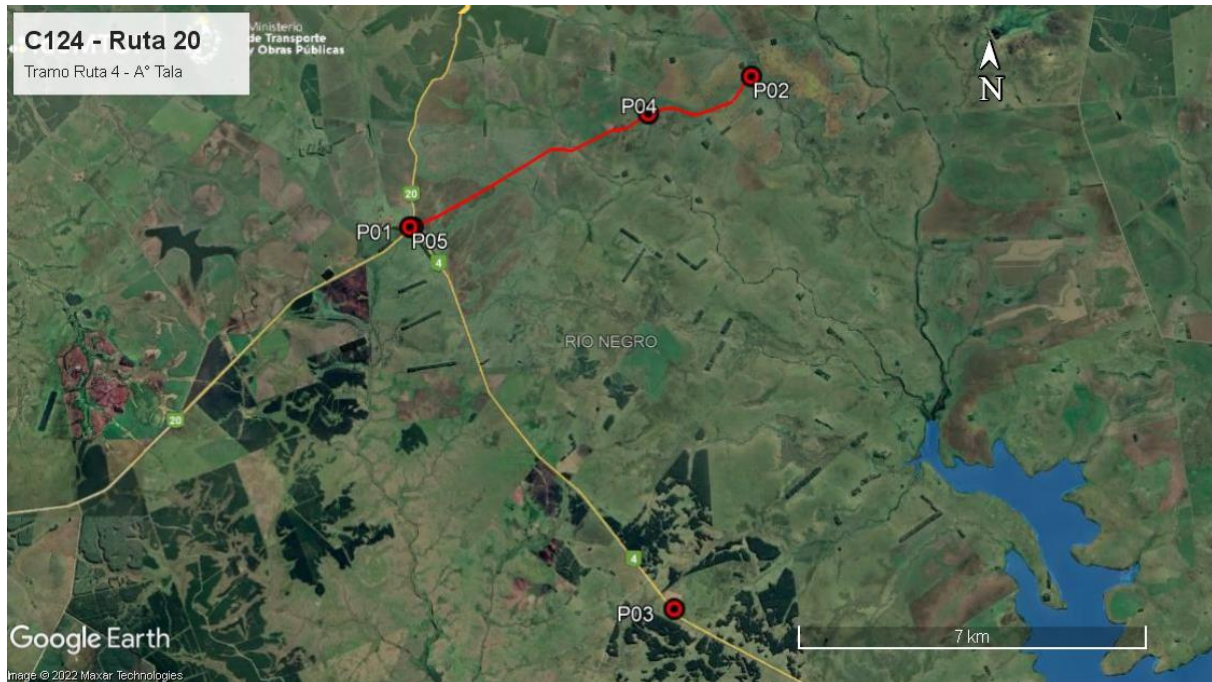 C124 - Ruta 20
Tramo Ruta 4 - A° Tala
Ministerio
de Transporte
y Obras Públicas
N
P02
P04
20
P01
P05
4
RIO NEGRO
20
4
P03
Google Earth
7 km
Image © 2022 Maxar Technologies